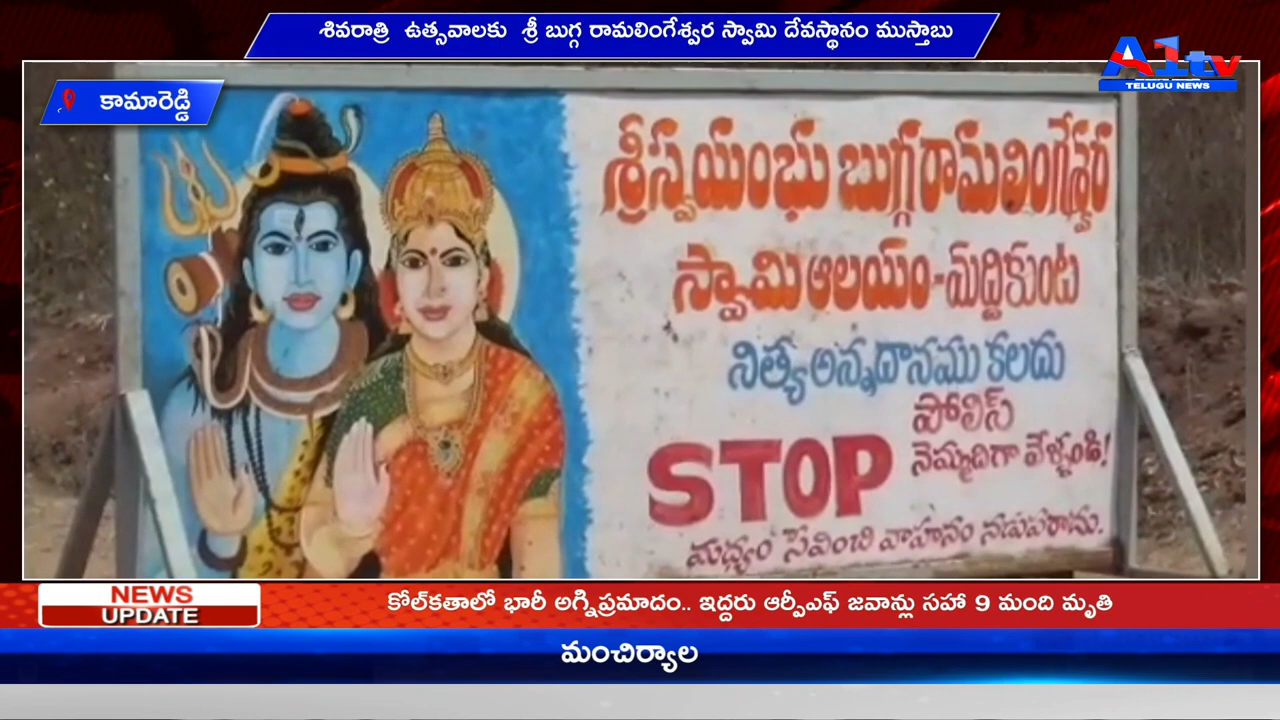 శివరాత్రి ఉత్సవాలకు శ్రీ బుగ్గ రామలింగేశ్వర స్వామి దేవస్థానం ముస్తాబు
A1tv
TELUGU NEWS
కామారెడ్డి
శ్రీస్వయంభు బుగ్గరామలింగేశ్వర
స్వామి ఆలయం-మద్దికుంట
నిత్య అన్నదానము కలదు
పోలిస్
STOP నెమ్మదిగా వేళ్ళండి!
మద్యం సేవించి వాహనం నడుపరాదు.
NEWS
UPDATE
కోల్‌కతాలో భారీ అగ్నిప్రమాదం.. ఇద్దరు ఆర్పీఎఫ్ జవాన్లు సహా 9 మంది మృతి
మంచిర్యాల